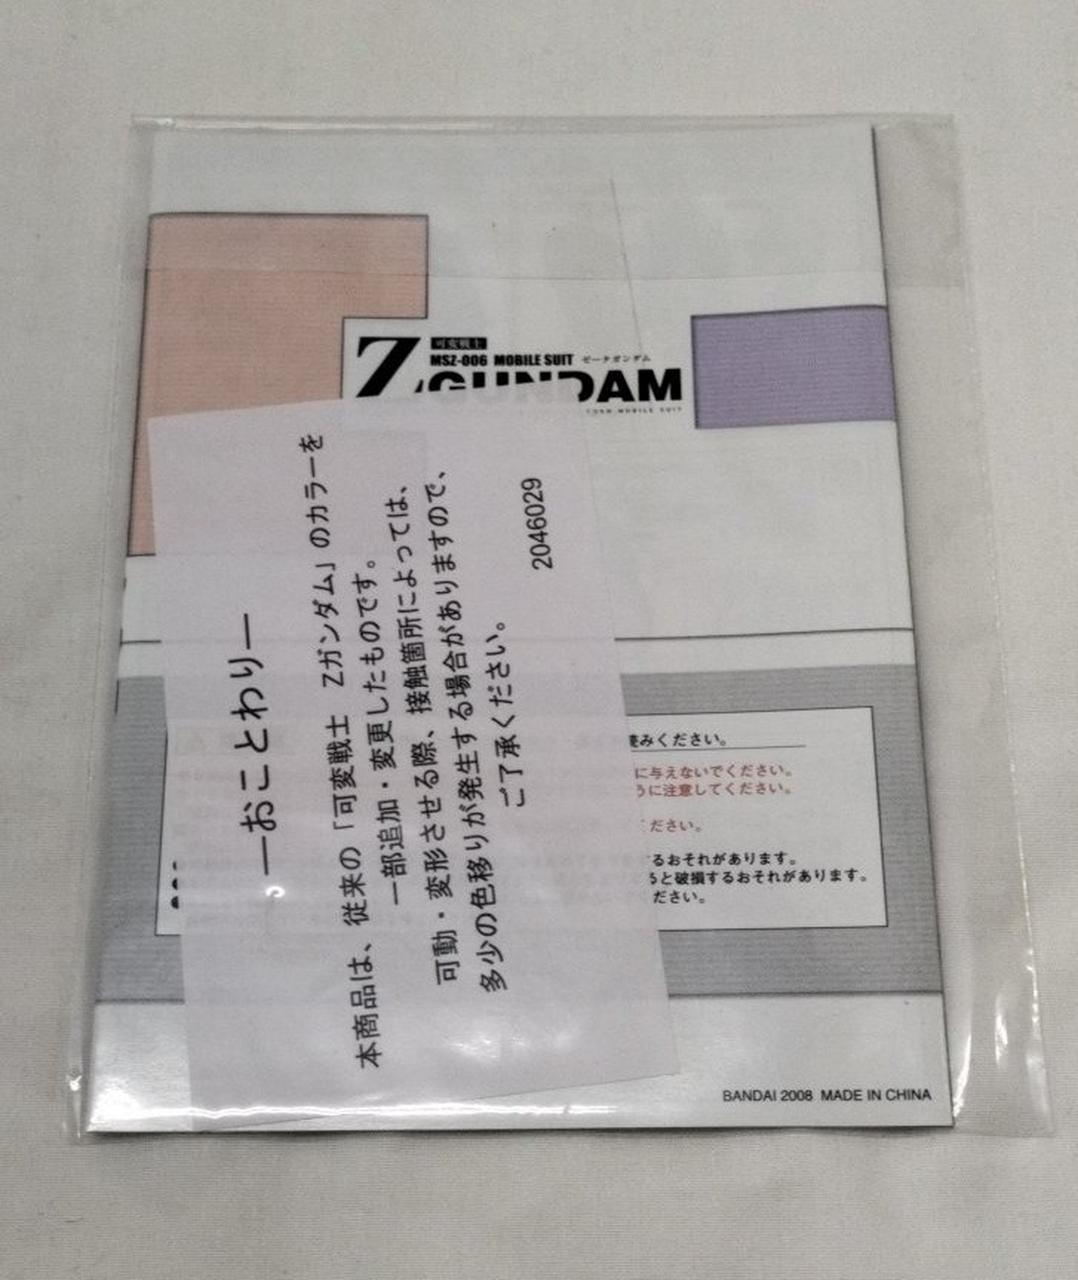 Z
可変戦士
MSZ-006 MOBILE SUIT ゼータガンダム
GUNDAM
MOBILE SUIT
―おことわり―
本商品は、従来の「可変戦士 Zガンダム」のカラーを
一部追加・変更したものです。
可動・変形させる際、接触箇所によっては、
多少の色移りが発生する場合がありますので、
ご了承ください。
2046029
読みください。
に与えないでください。
うに注意してください。
ださい。
るおそれがあります。
ると破損するおそれがあります。
ださい。
BANDAI 2008 MADE IN CHINA